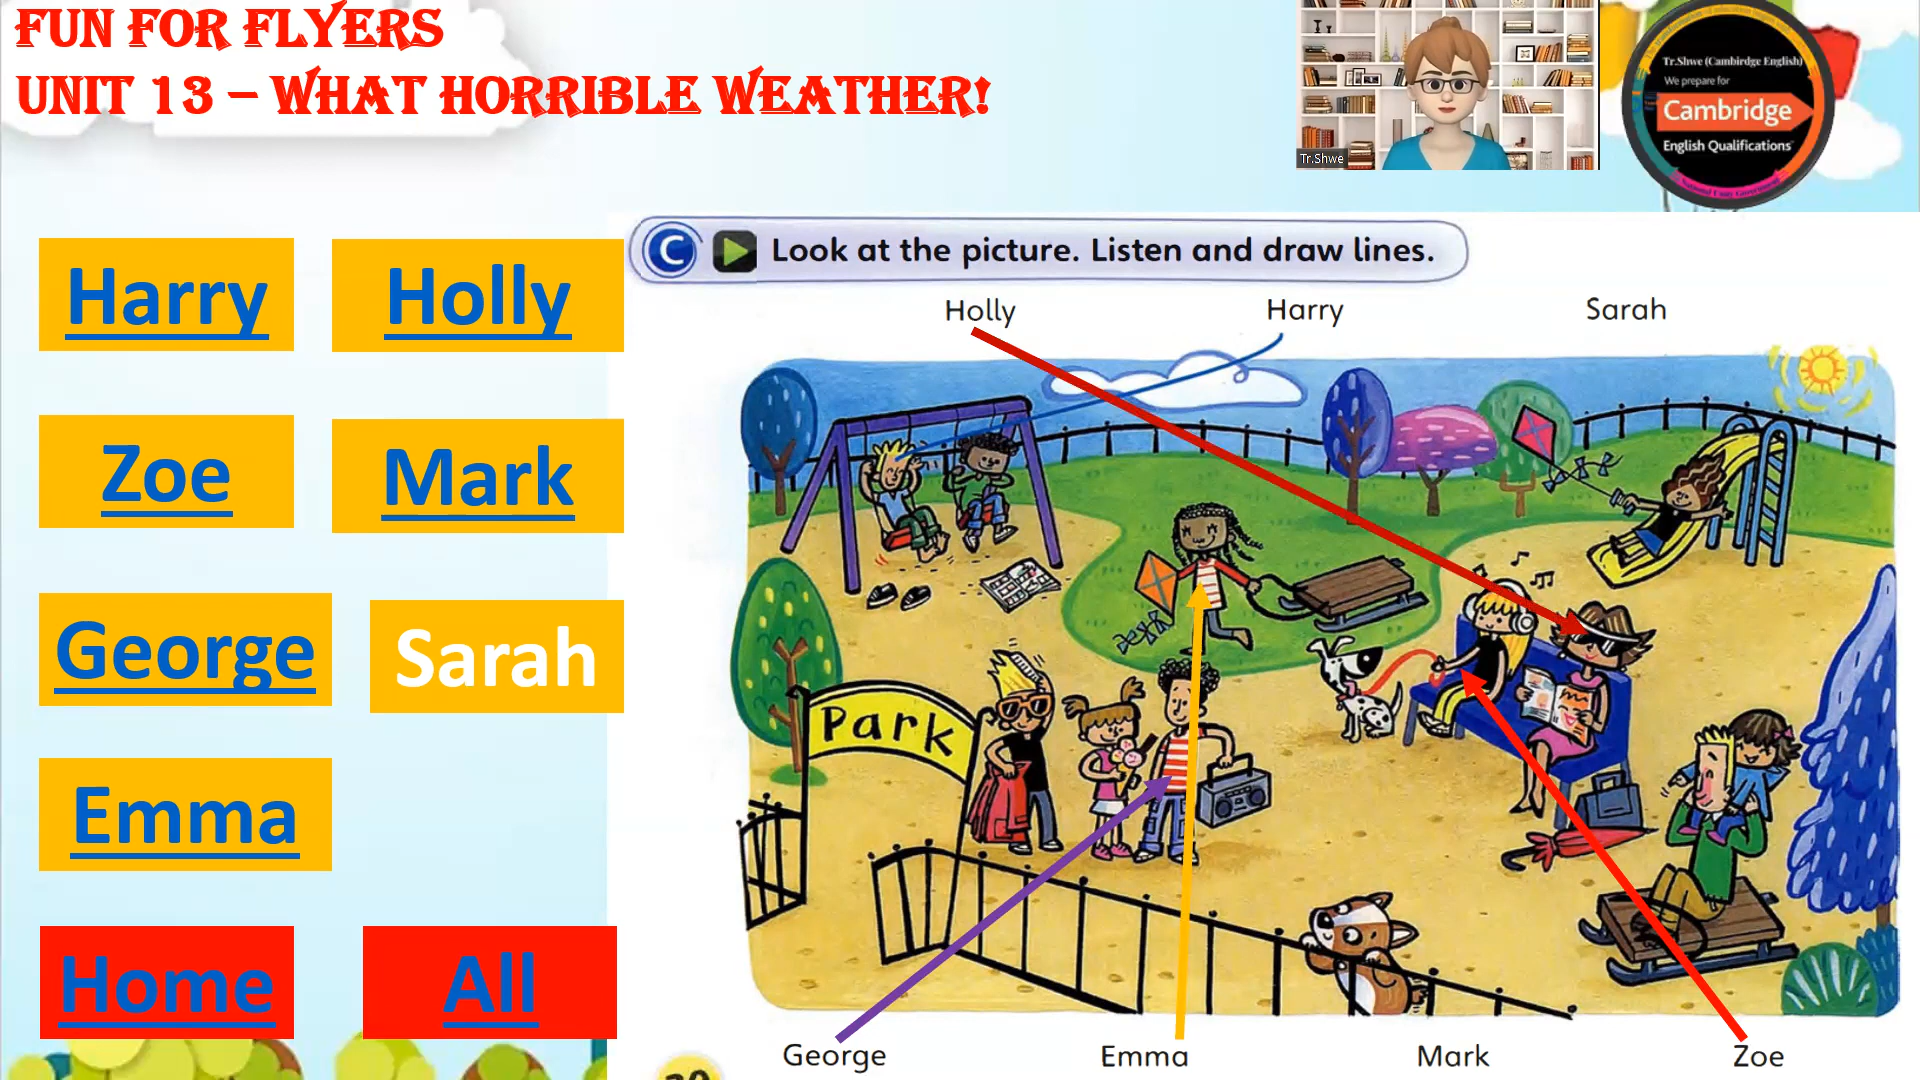 FUN FOR FLYERS
UNIT 13 – WHAT HORRIBLE WEATHER!
Tr.Shwe
Tr.Shwe (Cambirdge English)
We prepare for
Cambridge
English Qualifications
Harry
Holly
Zoe
Mark
George
Sarah
Emma
Home
All
C Look at the picture. Listen and draw lines.
Holly Harry Sarah
Park
George Emma Mark Zoe